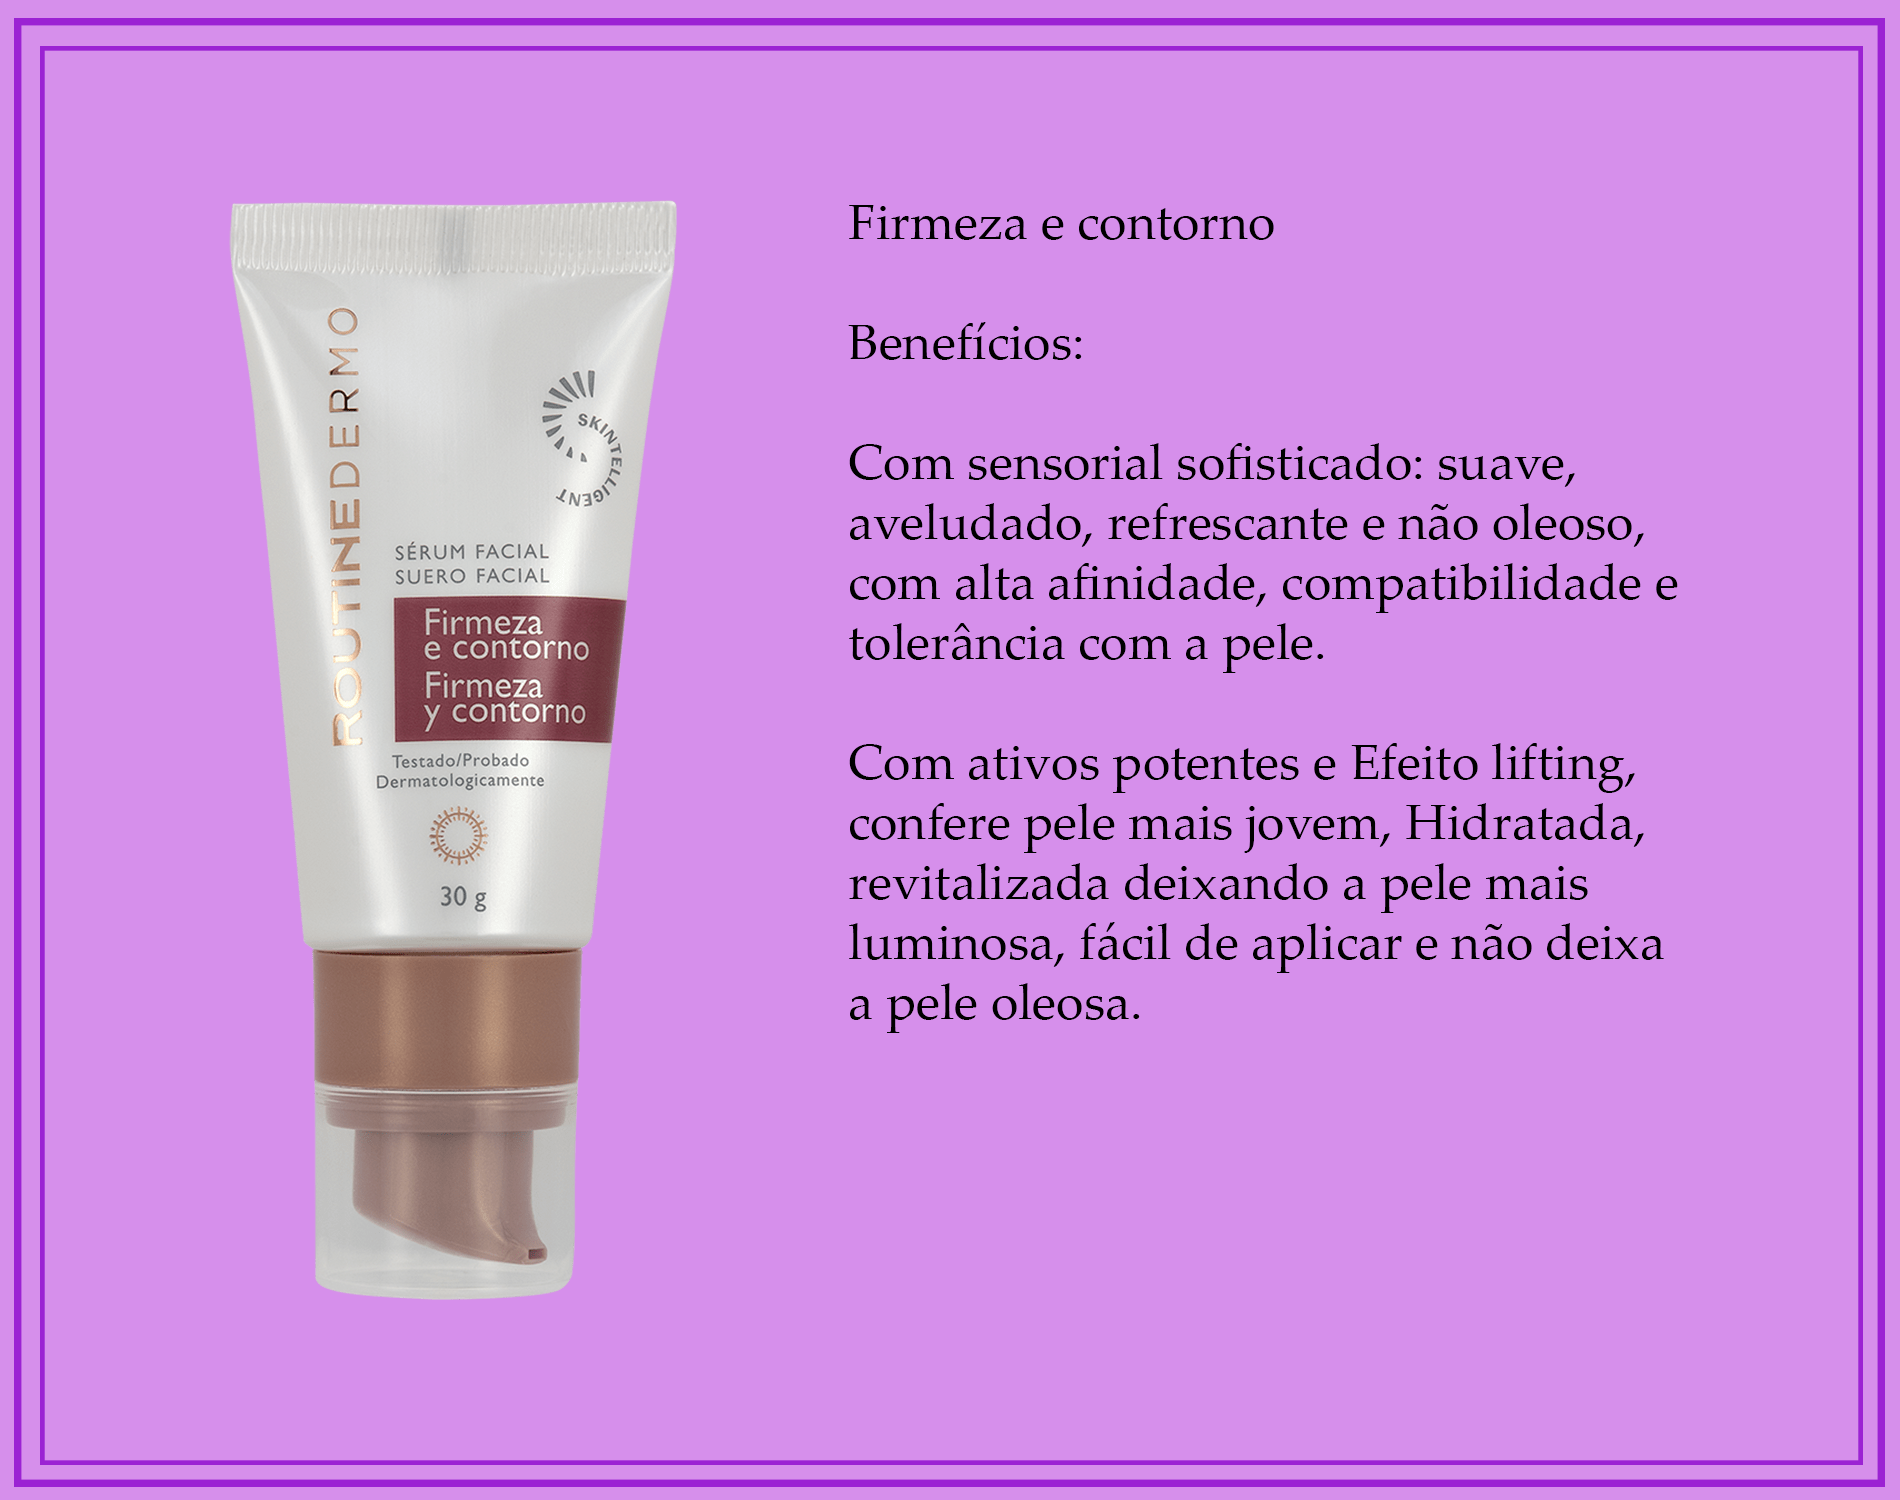 ROUTINEDERMO
SKINTELLIGENT
SÉRUM FACIAL
SUERO FACIAL
Firmeza
e contorno
Firmeza
y contorno
Testado/Probado
Dermatologicamente
30 g
Firmeza e contorno
Benefícios:
Com sensorial sofisticado: suave,
aveludado, refrescante e não oleoso,
com alta afinidade, compatibilidade e
tolerância com a pele.
Com ativos potentes e Efeito lifting,
confere pele mais jovem, Hidratada,
revitalizada deixando a pele mais
luminosa, fácil de aplicar e não deixa
a pele oleosa.